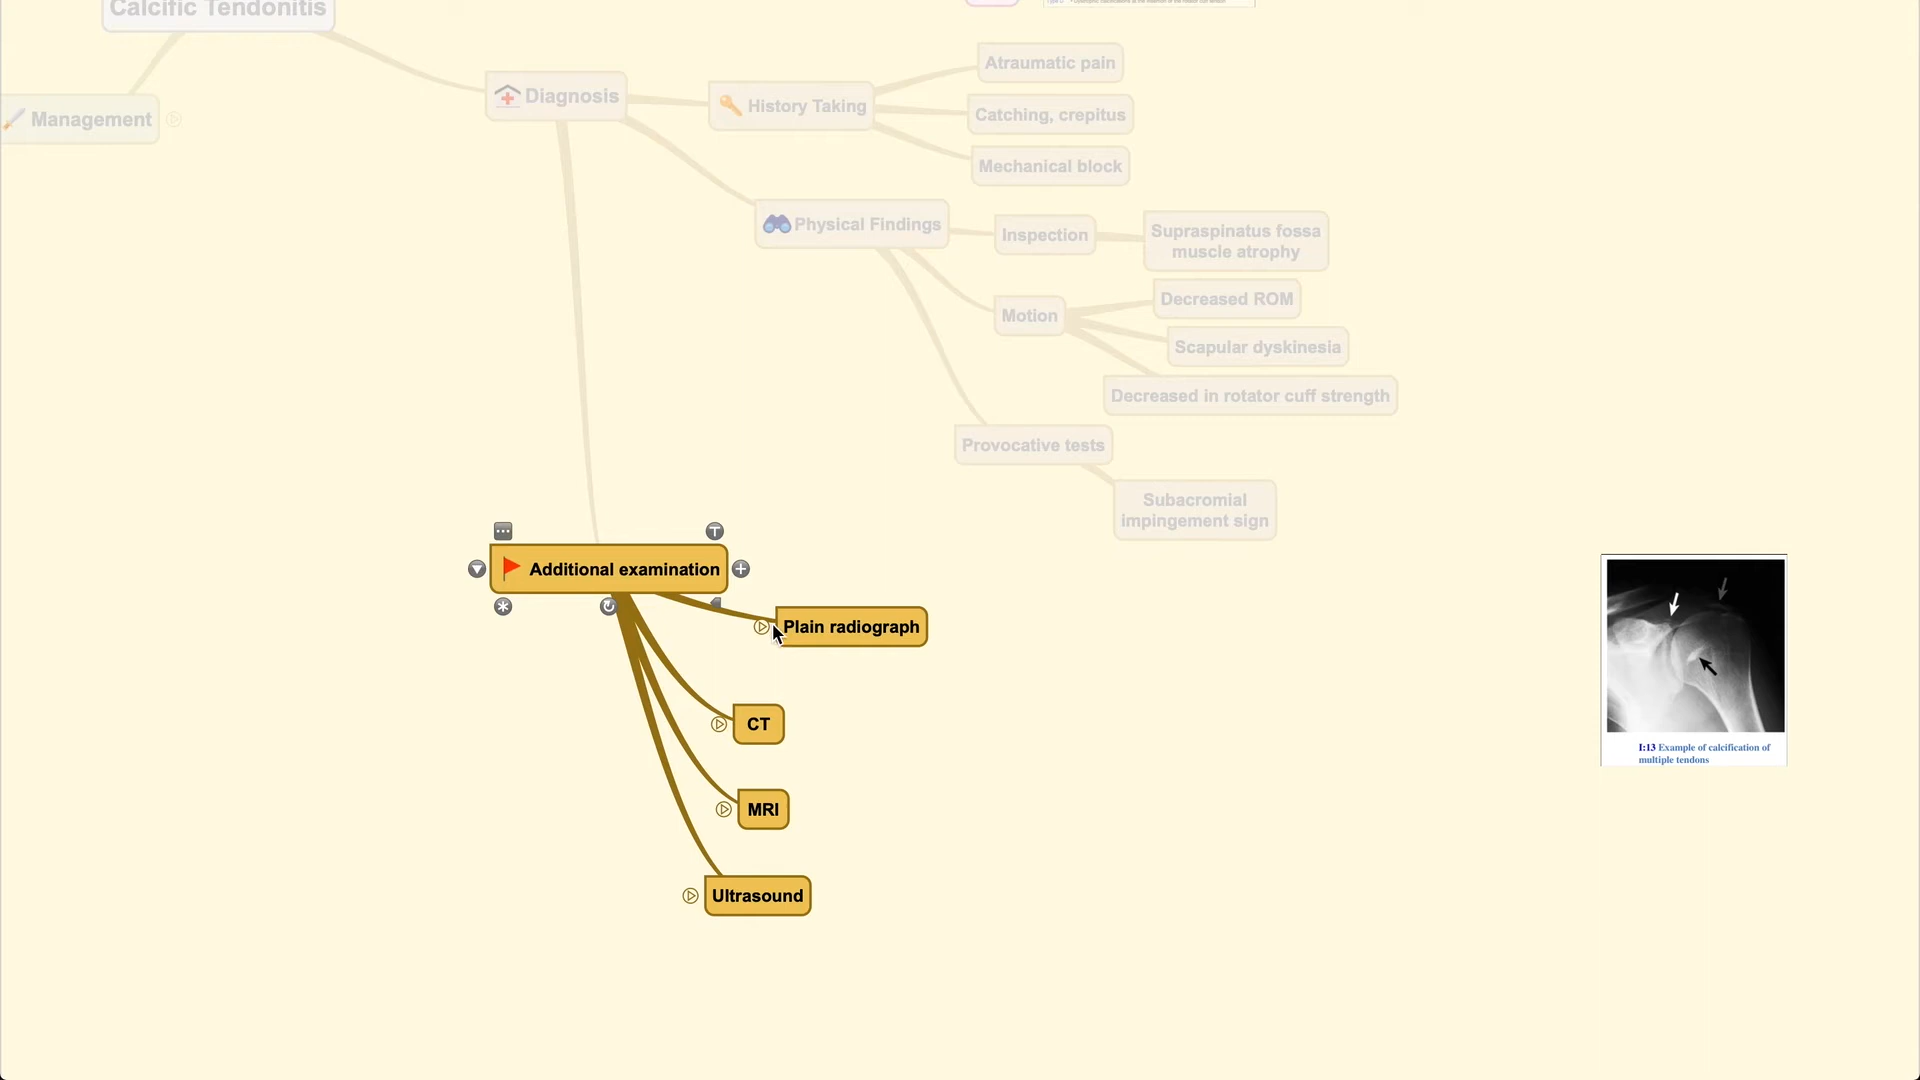 Calcific Tendonitis
Management
Diagnosis
History Taking
Atraumatic pain
Catching, crepitus
Mechanical block
Physical Findings
Inspection
Supraspinatus fossa
muscle atrophy
Motion
Decreased ROM
Scapular dyskinesia
Decreased in rotator cuff strength
Provocative tests
Subacromial
impingement sign
Additional examination
T
Plain radiograph
CT
MRI
Ultrasound
I:13 Example of calcification of
multiple tendons